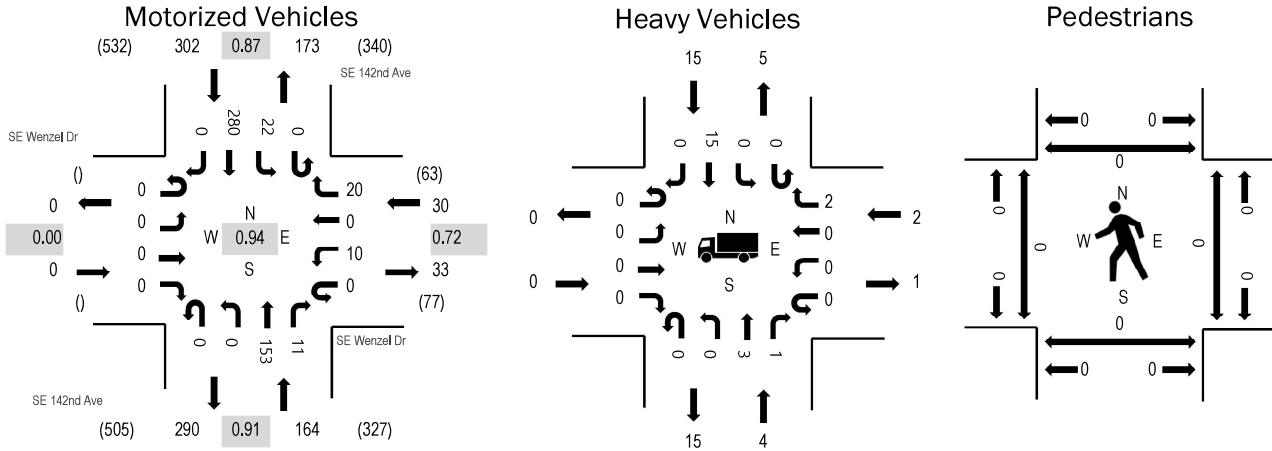 Motorized Vehicles
(532) 302 0.87 173 (340)
SE 142nd Ave
SE Wenzel Dr
0 280 22 0
() 0 20 (63)
0 0 0 30
0.00 W N 0.94 E S 0.72
0 0 10 33
() 0 0 (77)
0 0 153 11
SE Wenzel Dr
SE 142nd Ave
(505) 290 0.91 164 (327)
Heavy Vehicles
15 5
0 15 0 0
0 2
0 0 0 2
W N E S
0 0 0 1
0 0
0 0 3 1
15 4
Pedestrians
0 0
0
0 N 0
0 W E 0
0 S 0
0
0 0